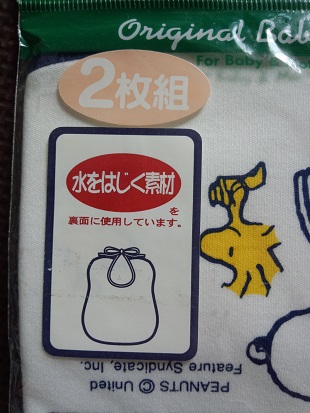 Original Bab
For Baby
2枚組
水をはじく素材
を
裏面に使用しています。
PEANUTS © United
Feature Syndicate, Inc.